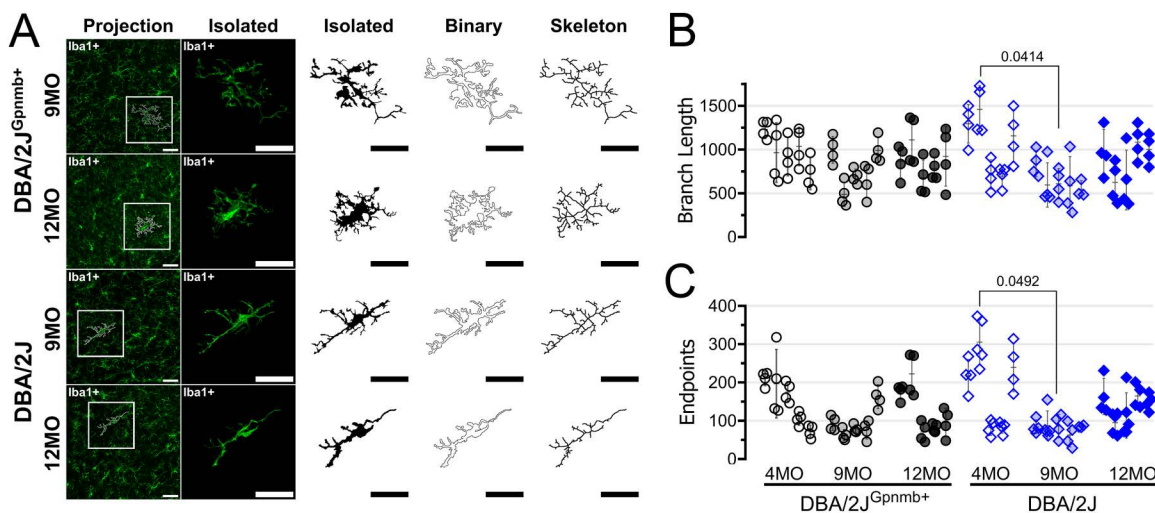 A
Projection Isolated Isolated Binary Skeleton
DBA/2J^Gpnmb+
9MO
Iba1+ Iba1+
12MO
Iba1+ Iba1+
DBA/2J
9MO
Iba1+ Iba1+
12MO
Iba1+ Iba1+
B
0.0414
Branch Length
1500
1000
500
0
C
0.0492
Endpoints
400
300
200
100
0
4MO 9MO 12MO 4MO 9MO 12MO
DBA/2J^Gpnmb+ DBA/2J